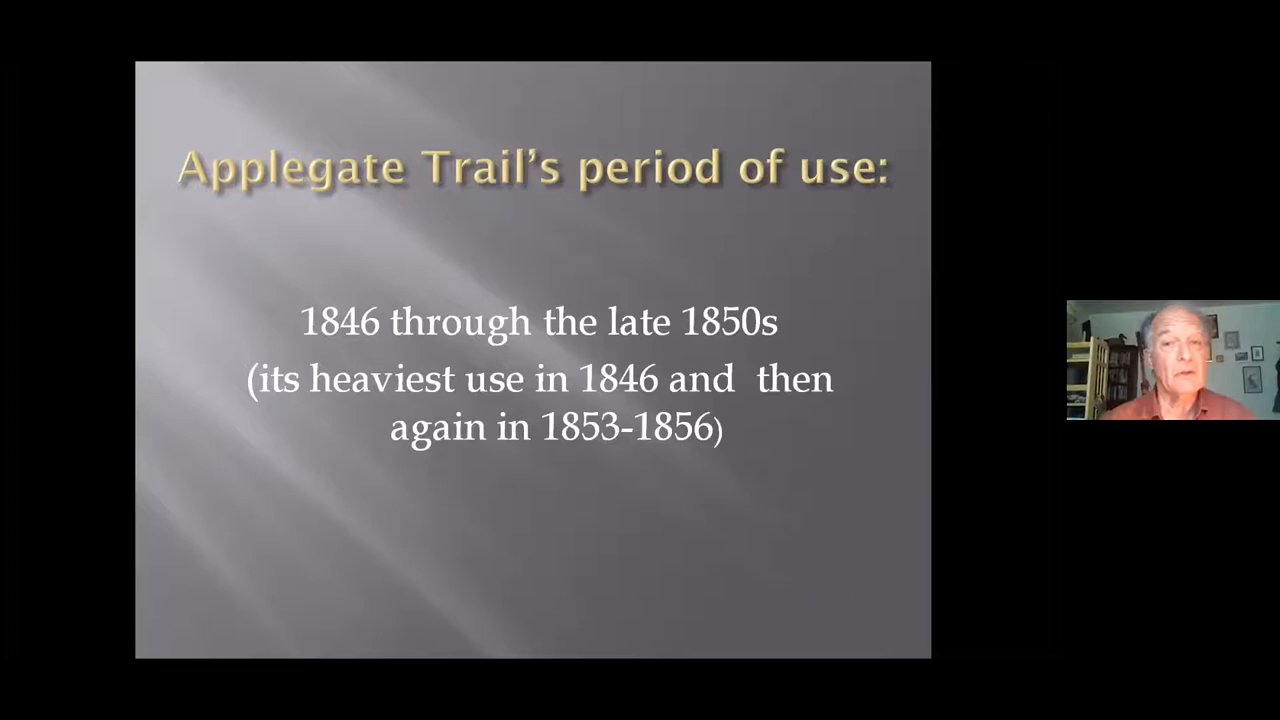 Applegate Trail’s period of use:
1846 through the late 1850s
(its heaviest use in 1846 and then
again in 1853-1856)